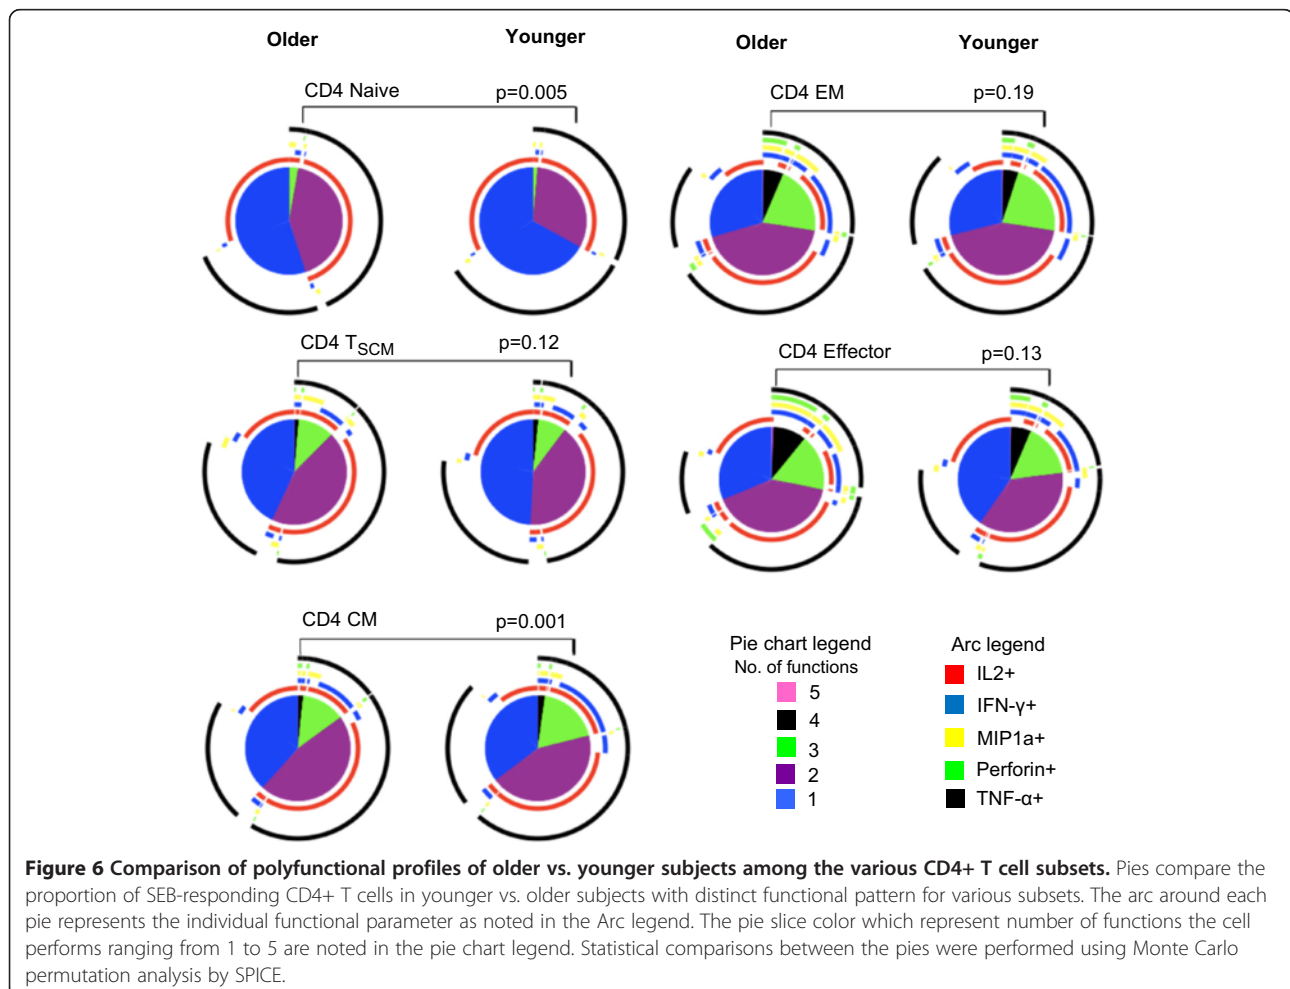 Older
Younger
Older
Younger
CD4 Naive
p=0.005
CD4 EM
p=0.19
CD4 TSCM
p=0.12
CD4 Effector
p=0.13
CD4 CM
p=0.001
Pie chart legend
No. of functions
5
4
3
2
1
Arc legend
IL2+
IFN-γ+
MIP1a+
Perforin+
TNF-α+
Figure 6 Comparison of polyfunctional profiles of older vs. younger subjects among the various CD4+ T cell subsets. Pies compare the
proportion of SEB-responding CD4+ T cells in younger vs. older subjects with distinct functional pattern for various subsets. The arc around each
pie represents the individual functional parameter as noted in the Arc legend. The pie slice color which represent number of functions the cell
performs ranging from 1 to 5 are noted in the pie chart legend. Statistical comparisons between the pies were performed using Monte Carlo
permutation analysis by SPICE.